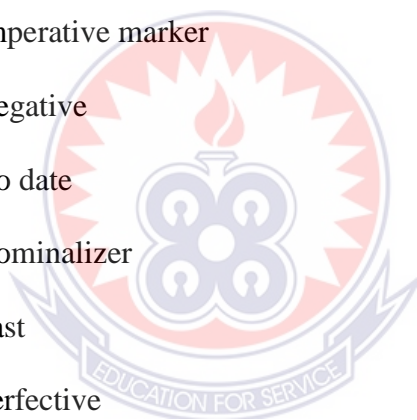 mperative marker
egative
o date
ominalizer
ast
erfective
EDUCATION FOR SERVICE